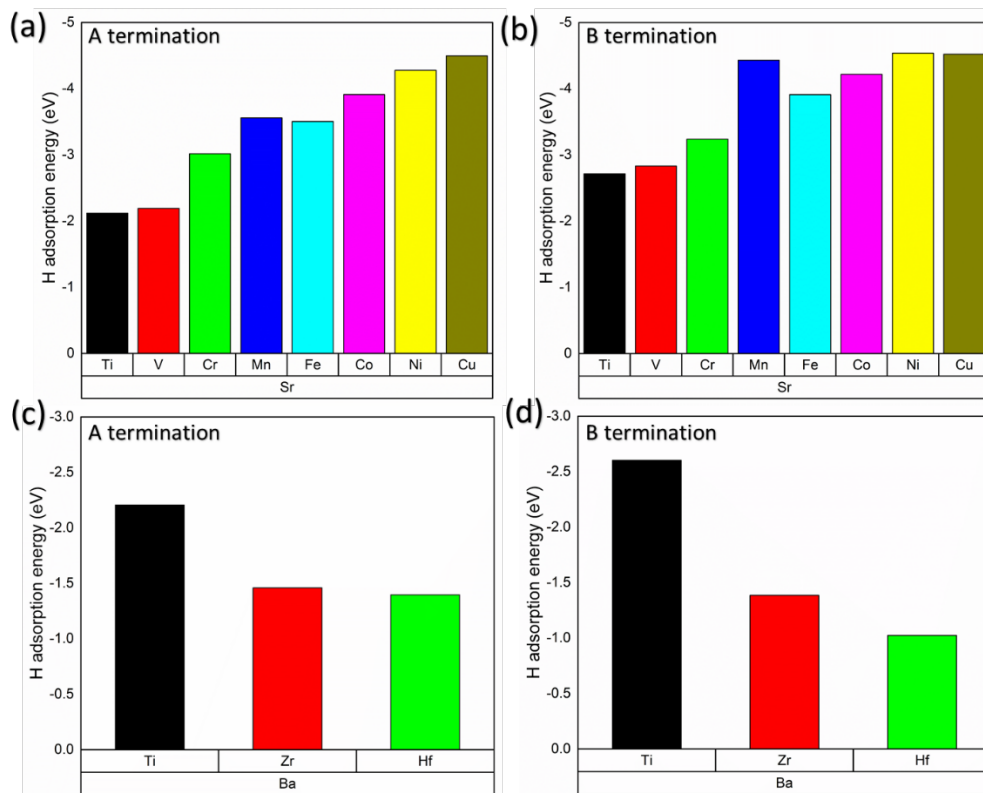 (a)
A termination
H adsorption energy (eV)
-5
-4
-3
-2
-1
0
Ti V Cr Mn Fe Co Ni Cu
Sr
(b)
B termination
H adsorption energy (eV)
-5
-4
-3
-2
-1
0
Ti V Cr Mn Fe Co Ni Cu
Sr
(c)
A termination
H adsorption energy (eV)
-3.0
-2.5
-2.0
-1.5
-1.0
-0.5
0.0
Ti Zr Hf
Ba
(d)
B termination
H adsorption energy (eV)
-3.0
-2.5
-2.0
-1.5
-1.0
-0.5
0.0
Ti Zr Hf
Ba